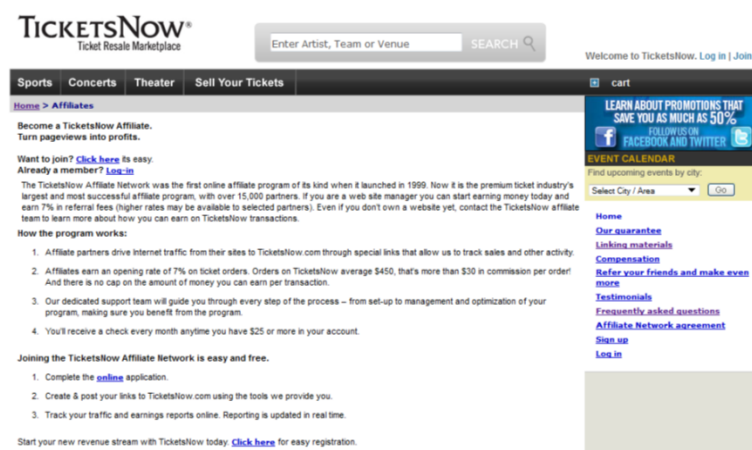 TICKETSNOW®
Ticket Resale Marketplace
Enter Artist, Team or Venue
SEARCH
Welcome to TicketsNow. Log in | Join
Sports Concerts Theater Sell Your Tickets
cart
Home > Affiliates
Become a TicketsNow Affiliate.
Turn pageviews into profits.
Want to join? Click here its easy.
Already a member? Log-in
The TicketsNow Affiliate Network was the first online affiliate program of its kind when it launched in 1999. Now it is the premium ticket industry's
largest and most successful affiliate program, with over 15,000 partners. If you are a web site manager you can start earning money today and
earn 7% in referral fees (higher rates may be available to selected partners). Even if you don't own a website yet, contact the TicketsNow affiliate
team to learn more about how you can earn on TicketsNow transactions.
How the program works:
1. Affiliate partners drive Internet traffic from their sites to TicketsNow.com through special links that allow us to track sales and other activity.
2. Affiliates earn an opening rate of 7% on ticket orders. Orders on TicketsNow average $450, that's more than $30 in commission per order!
And there is no cap on the amount of money you can earn per transaction.
3. Our dedicated support team will guide you through every step of the process – from set-up to management and optimization of your
program, making sure you benefit from the program.
4. You'll receive a check every month anytime you have $25 or more in your account.
Joining the TicketsNow Affiliate Network is easy and free.
1. Complete the online application.
2. Create & post your links to TicketsNow.com using the tools we provide you.
3. Track your traffic and earnings reports online. Reporting is updated in real time.
Start your new revenue stream with TicketsNow today. Click here for easy registration.
LEARN ABOUT PROMOTIONS THAT
SAVE YOU AS MUCH AS 50%
FOLLOW US ON
FACEBOOK AND TWITTER
EVENT CALENDAR
Find upcoming events by city:
Select City / Area
Go
Home
Our guarantee
Linking materials
Compensation
Refer your friends and make even
more
Testimonials
Frequently asked questions
Affiliate Network agreement
Sign up
Log in